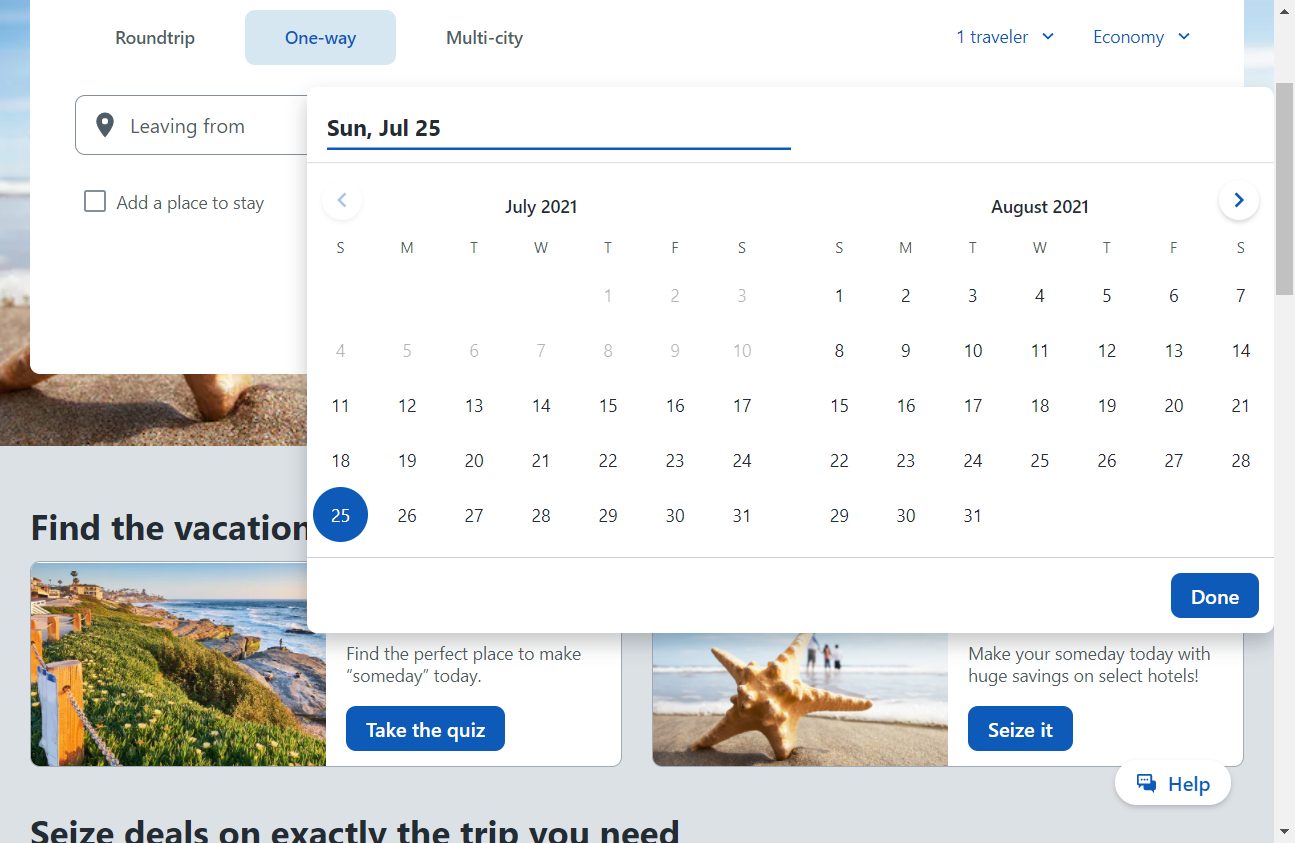 Roundtrip One-way Multi-city 1 traveler Economy
Leaving from
Add a place to stay
Sun, Jul 25
July 2021
S M T W T F S
1 2 3
4 5 6 7 8 9 10
11 12 13 14 15 16 17
18 19 20 21 22 23 24
25 26 27 28 29 30 31
August 2021
S M T W T F S
1 2 3 4 5 6 7
8 9 10 11 12 13 14
15 16 17 18 19 20 21
22 23 24 25 26 27 28
29 30 31
Done
Find the vacation
Find the perfect place to make
“someday” today.
Take the quiz
Make your someday today with
huge savings on select hotels!
Seize it
Help
Seize deals on exactly the trip you need